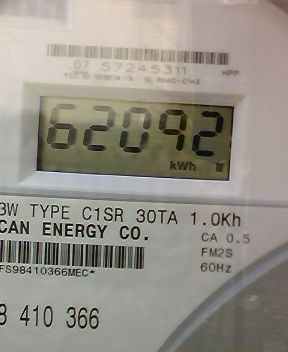 07 57245311
62092
kWh
3W TYPE C1SR 30TA 1.0Kh
CAN ENERGY CO.
CA 0.5
FM2S
60Hz
FS98410366MEC*
8 410 366